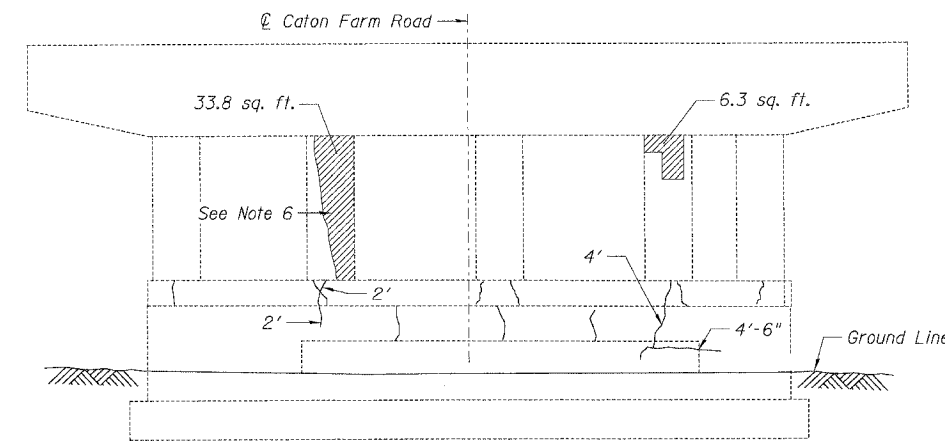 ℄ Caton Farm Road
33.8 sq. ft.
6.3 sq. ft.
See Note 6
4'
2'
2'
4'-6"
Ground Line